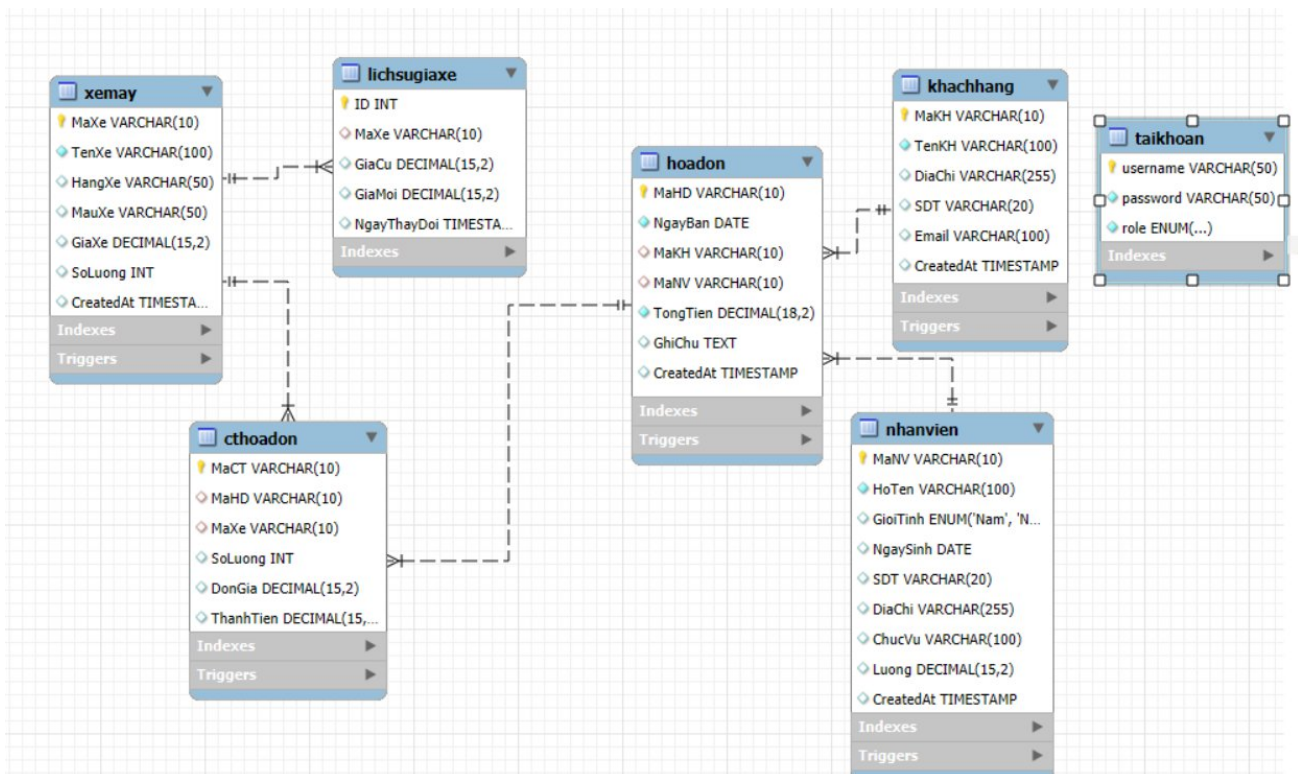 xemay
MaXe VARCHAR(10)
TenXe VARCHAR(100)
HangXe VARCHAR(50)
MauXe VARCHAR(50)
GiaXe DECIMAL(15,2)
SoLuong INT
CreatedAt TIMESTA...
Indexes
Triggers
lichsugiaxe
ID INT
MaXe VARCHAR(10)
GiaCu DECIMAL(15,2)
GiaMoi DECIMAL(15,2)
NgayThayDoi TIMESTA...
Indexes
cthoadon
MaCT VARCHAR(10)
MaHD VARCHAR(10)
MaXe VARCHAR(10)
SoLuong INT
DonGia DECIMAL(15,2)
ThanhTien DECIMAL(15,...
Indexes
Triggers
hoadon
MaHD VARCHAR(10)
NgayBan DATE
MaKH VARCHAR(10)
MaNV VARCHAR(10)
TongTien DECIMAL(18,2)
GhiChu TEXT
CreatedAt TIMESTAMP
Indexes
Triggers
khachhang
MaKH VARCHAR(10)
TenKH VARCHAR(100)
DiaChi VARCHAR(255)
SDT VARCHAR(20)
Email VARCHAR(100)
CreatedAt TIMESTAMP
Indexes
Triggers
taikhoan
username VARCHAR(50)
password VARCHAR(50)
role ENUM(...)
Indexes
nhanvien
MaNV VARCHAR(10)
HoTen VARCHAR(100)
GioiTinh ENUM('Nam', 'N...
NgaySinh DATE
SDT VARCHAR(20)
DiaChi VARCHAR(255)
ChucVu VARCHAR(100)
Luong DECIMAL(15,2)
CreatedAt TIMESTAMP
Indexes
Triggers